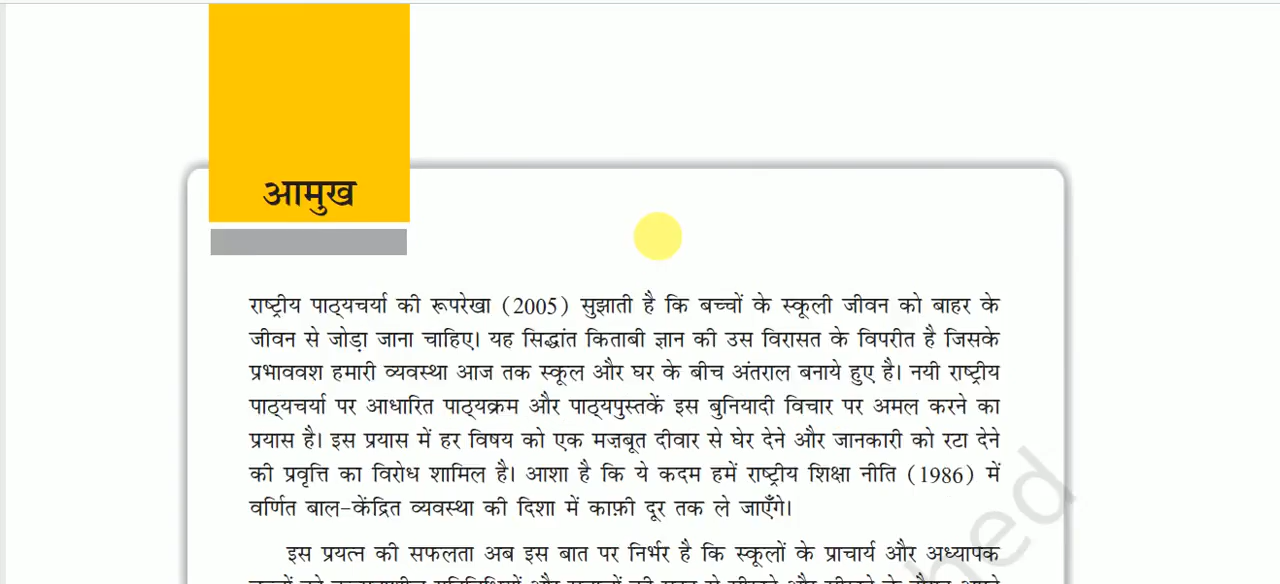 आमुख
राष्ट्रीय पाठ्यचर्या की रूपरेखा (2005) सुझाती है कि बच्चों के स्कूली जीवन को बाहर के
जीवन से जोड़ा जाना चाहिए। यह सिद्धांत किताबी ज्ञान की उस विरासत के विपरीत है जिसके
प्रभाववश हमारी व्यवस्था आज तक स्कूल और घर के बीच अंतराल बनाये हुए है। नयी राष्ट्रीय
पाठ्यचर्या पर आधारित पाठ्यक्रम और पाठ्यपुस्तकें इस बुनियादी विचार पर अमल करने का
प्रयास है। इस प्रयास में हर विषय को एक मज़बूत दीवार से घेर देने और जानकारी को रटा देने
की प्रवृत्ति का विरोध शामिल है। आशा है कि ये कदम हमें राष्ट्रीय शिक्षा नीति (1986) में
वर्णित बाल-केंद्रित व्यवस्था की दिशा में काफ़ी दूर तक ले जाएँगे।
इस प्रयत्न की सफलता अब इस बात पर निर्भर है कि स्कूलों के प्राचार्य और अध्यापक